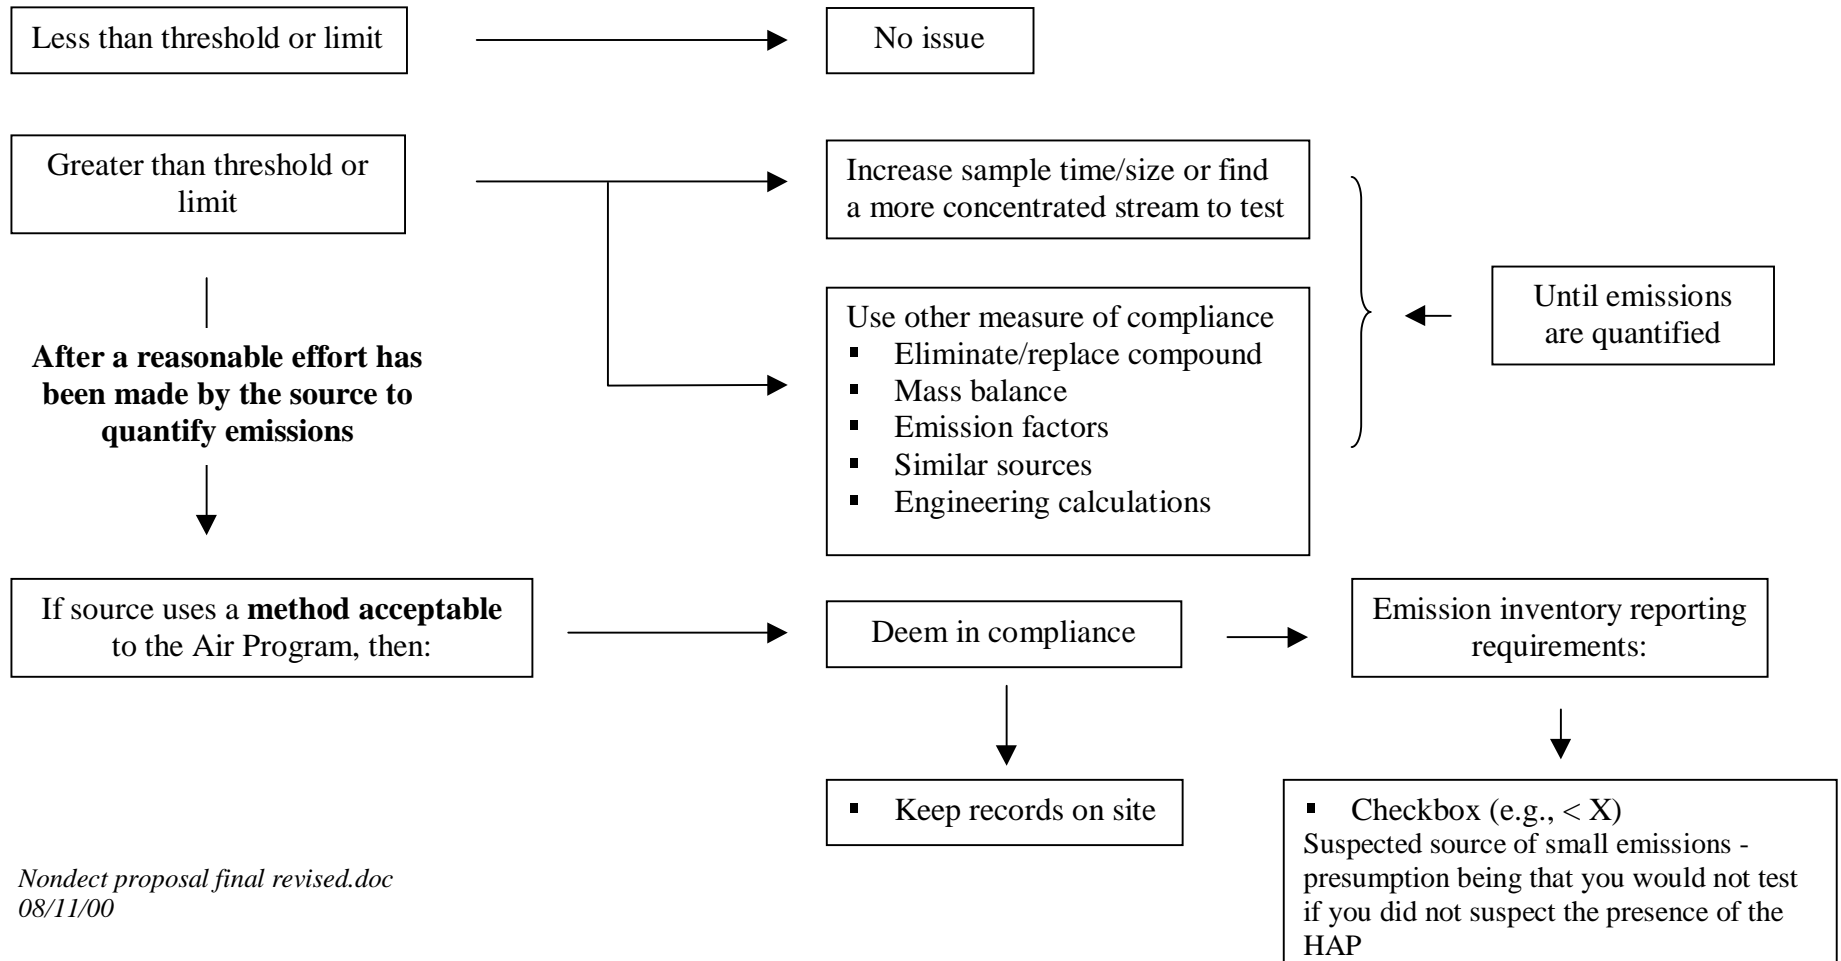 Less than threshold or limit
No issue
Greater than threshold or
limit
Increase sample time/size or find
a more concentrated stream to test
Until emissions
are quantified
After a reasonable effort has
been made by the source to
quantify emissions
Use other measure of compliance
▪ Eliminate/replace compound
▪ Mass balance
▪ Emission factors
▪ Similar sources
▪ Engineering calculations
If source uses a method acceptable
to the Air Program, then:
Deem in compliance
Emission inventory reporting
requirements:
▪ Keep records on site
▪ Checkbox (e.g., < X)
Suspected source of small emissions -
presumption being that you would not test
if you did not suspect the presence of the
HAP
Nondect proposal final revised.doc
08/11/00